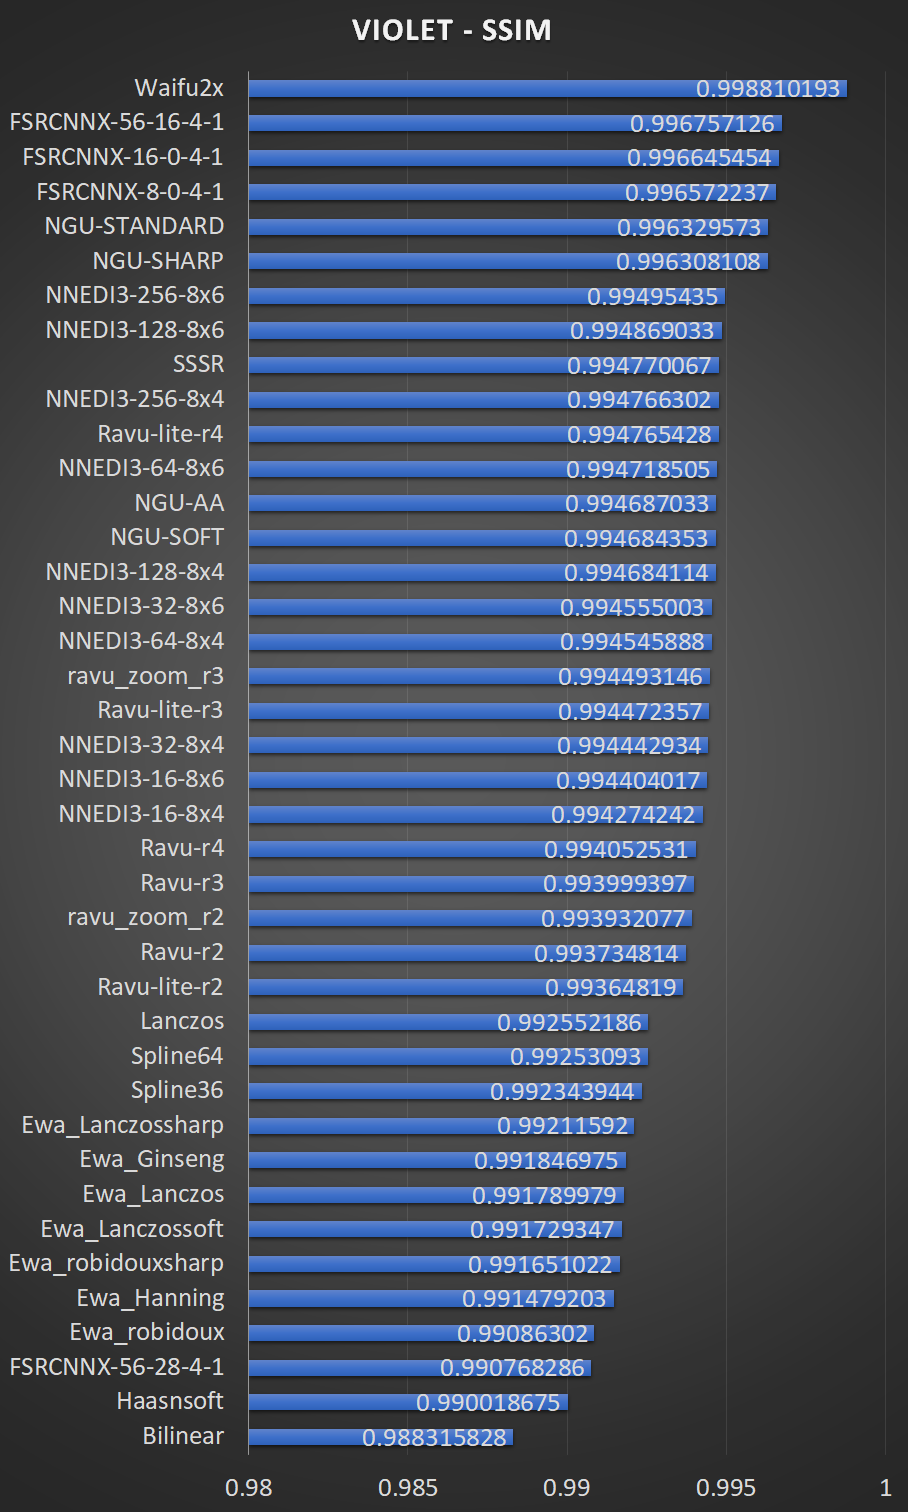 VIOLET - SSIM
Waifu2x 0.998810193
FSRCNNX-56-16-4-1 0.996757126
FSRCNNX-16-0-4-1 0.996645454
FSRCNNX-8-0-4-1 0.996572237
NGU-STANDARD 0.996329573
NGU-SHARP 0.996308108
NNEDI3-256-8x6 0.99495435
NNEDI3-128-8x6 0.994869033
SSSR 0.994770067
NNEDI3-256-8x4 0.994766302
Ravu-lite-r4 0.994765428
NNEDI3-64-8x6 0.994718505
NGU-AA 0.994687033
NGU-SOFT 0.994684353
NNEDI3-128-8x4 0.994684114
NNEDI3-32-8x6 0.994555003
NNEDI3-64-8x4 0.994545888
ravu_zoom_r3 0.994493146
Ravu-lite-r3 0.994472357
NNEDI3-32-8x4 0.994442934
NNEDI3-16-8x6 0.994404017
NNEDI3-16-8x4 0.994274242
Ravu-r4 0.994052531
Ravu-r3 0.993999397
ravu_zoom_r2 0.993932077
Ravu-r2 0.993734814
Ravu-lite-r2 0.99364819
Lanczos 0.992552186
Spline64 0.99253093
Spline36 0.992343944
Ewa_Lanczossharp 0.99211592
Ewa_Ginseng 0.991846975
Ewa_Lanczos 0.991789979
Ewa_Lanczossoft 0.991729347
Ewa_robidouxsharp 0.991651022
Ewa_Hanning 0.991479203
Ewa_robidoux 0.99086302
FSRCNNX-56-28-4-1 0.990768286
Haasnsoft 0.990018675
Bilinear 0.988315828
0.98 0.985 0.99 0.995 1